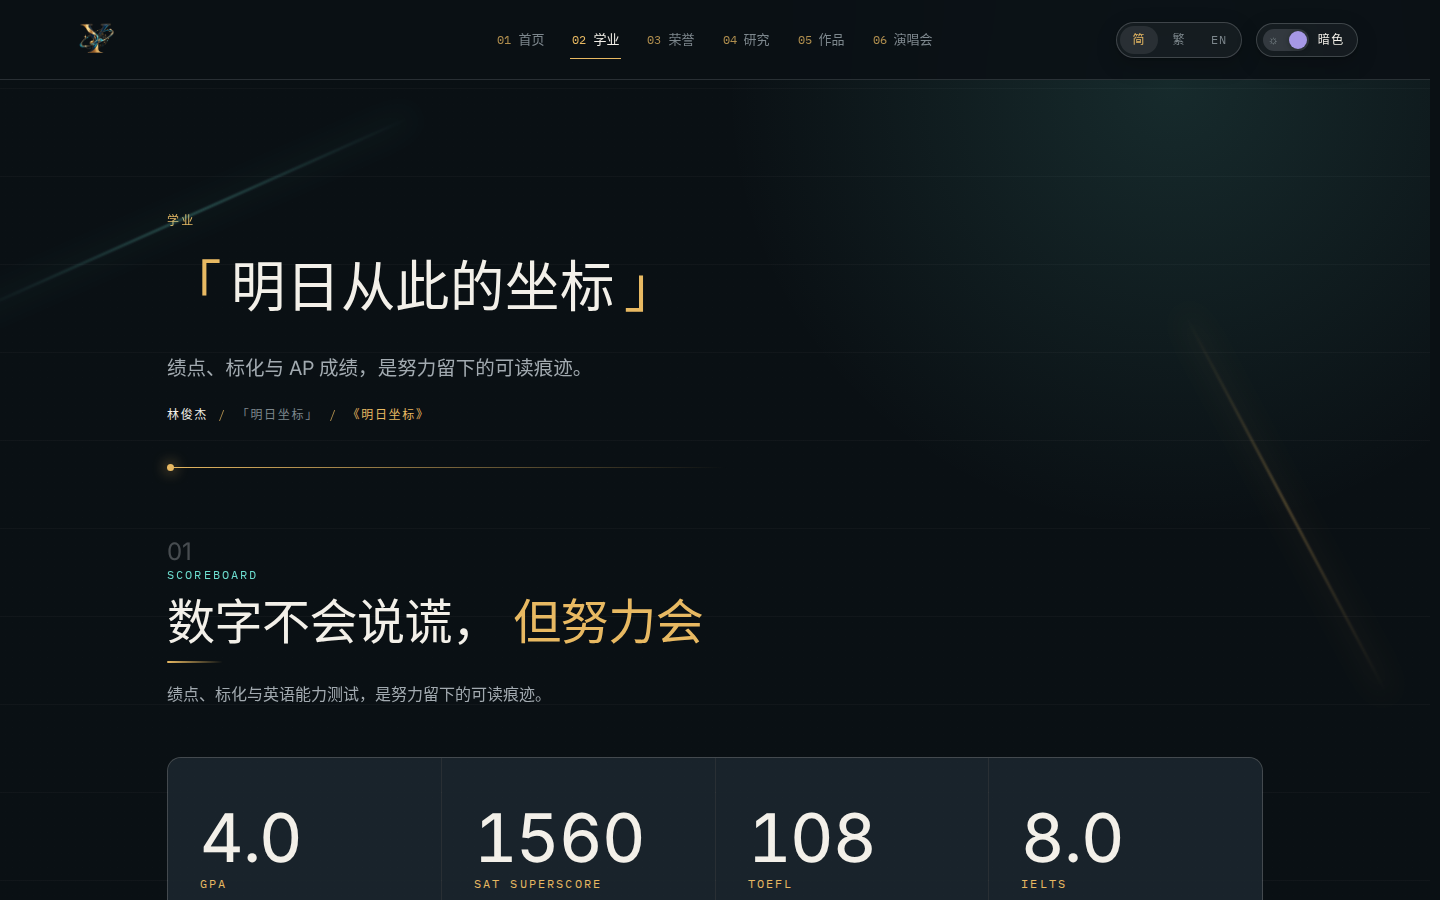 01 首页 02 学业 03 荣誉 04 研究 05 作品 06 演唱会 简 繁 EN 暗色
学业
「明日从此的坐标」
绩点、标化与 AP 成绩，是努力留下的可读痕迹。
林俊杰 / 「明日坐标」 / 《明日坐标》
01
SCOREBOARD
数字不会说谎， 但努力会
绩点、标化与英语能力测试，是努力留下的可读痕迹。
4.0 1560 108 8.0
GPA SAT SUPERSCORE TOEFL IELTS